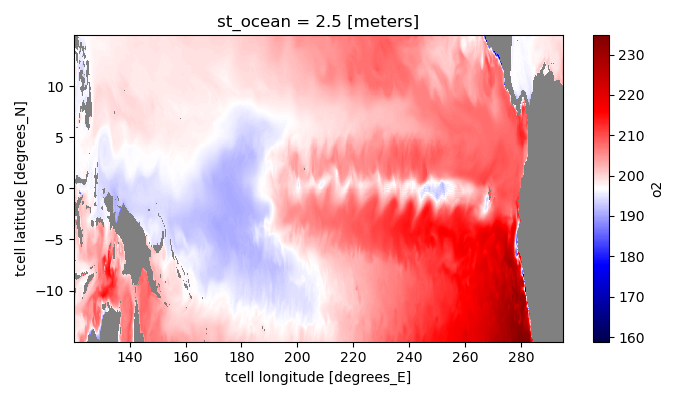 st_ocean = 2.5 [meters]
10
5
0
−5
−10
tcell latitude [degrees_N]
140 160 180 200 220 240 260 280
tcell longitude [degrees_E]
230
220
210
200
190
180
170
160
o2